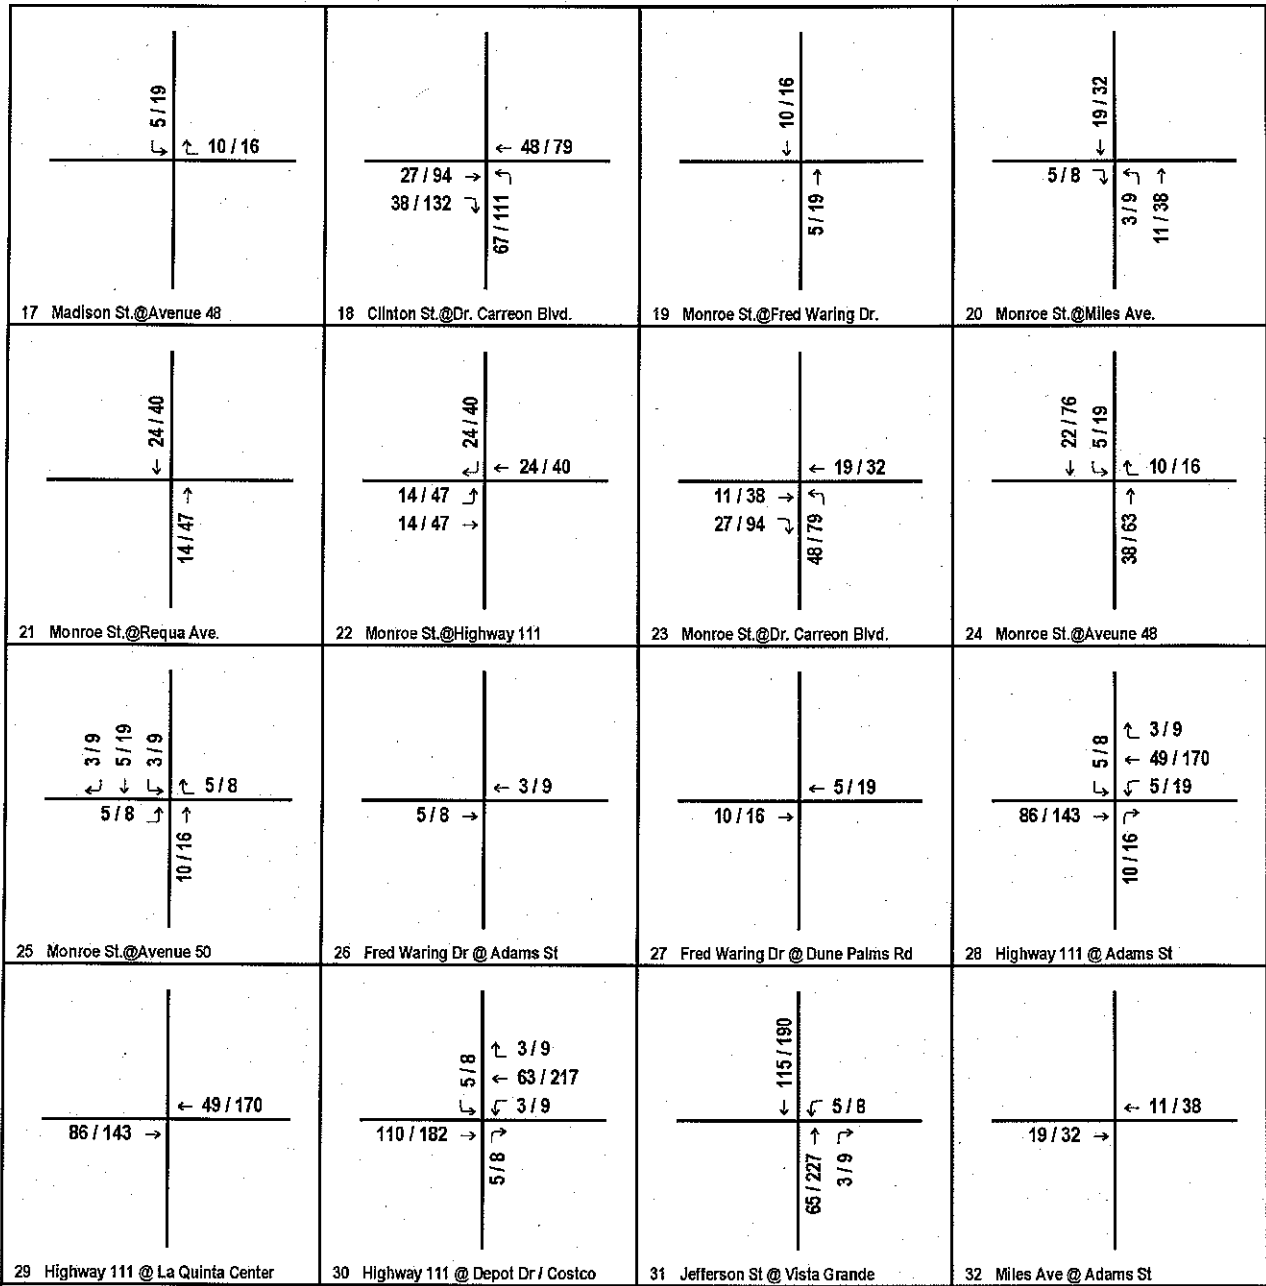 5 / 19
10 / 16
17 Madison St.@Avenue 48
← 48 / 79
27 / 94 →
38 / 132
67 / 111
18 Clinton St.@Dr. Carreon Blvd.
10 / 16
↓
↑
5 / 19
19 Monroe St.@Fred Waring Dr.
19 / 32
↓
5 / 8
↑
3 / 9
11 / 38
20 Monroe St.@Miles Ave.
24 / 40
↓
↑
14 / 47
21 Monroe St.@Requa Ave.
24 / 40
← 24 / 40
14 / 47
14 / 47 →
22 Monroe St.@Highway 111
← 19 / 32
11 / 38 →
27 / 94
48 / 79
23 Monroe St.@Dr. Carreon Blvd.
22 / 76
5 / 19
↓
10 / 16
↑
38 / 63
24 Monroe St.@Aveune 48
3 / 9
5 / 19
3 / 9
↓
5 / 8
5 / 8
↑
10 / 16
25 Monroe St.@Avenue 50
← 3 / 9
5 / 8 →
26 Fred Waring Dr @ Adams St
← 5 / 19
10 / 16 →
27 Fred Waring Dr @ Dune Palms Rd
5 / 8
3 / 9
← 49 / 170
5 / 19
86 / 143 →
10 / 16
28 Highway 111 @ Adams St
← 49 / 170
86 / 143 →
29 Highway 111 @ La Quinta Center
5 / 8
3 / 9
← 63 / 217
3 / 9
110 / 182 →
5 / 8
30 Highway 111 @ Depot Dr / Costco
115 / 190
↓
5 / 8
↑
65 / 227
3 / 9
31 Jefferson St @ Vista Grande
← 11 / 38
19 / 32 →
32 Miles Ave @ Adams St